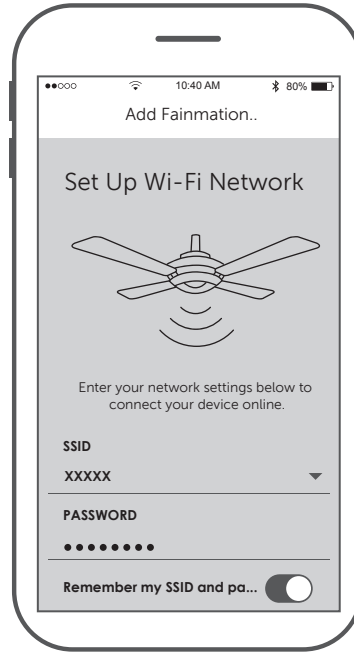 10:40 AM 80%
Add Fainmation..
Set Up Wi-Fi Network
Enter your network settings below to
connect your device online.
SSID
XXXXX
PASSWORD
●●●●●●●●
Remember my SSID and pa...